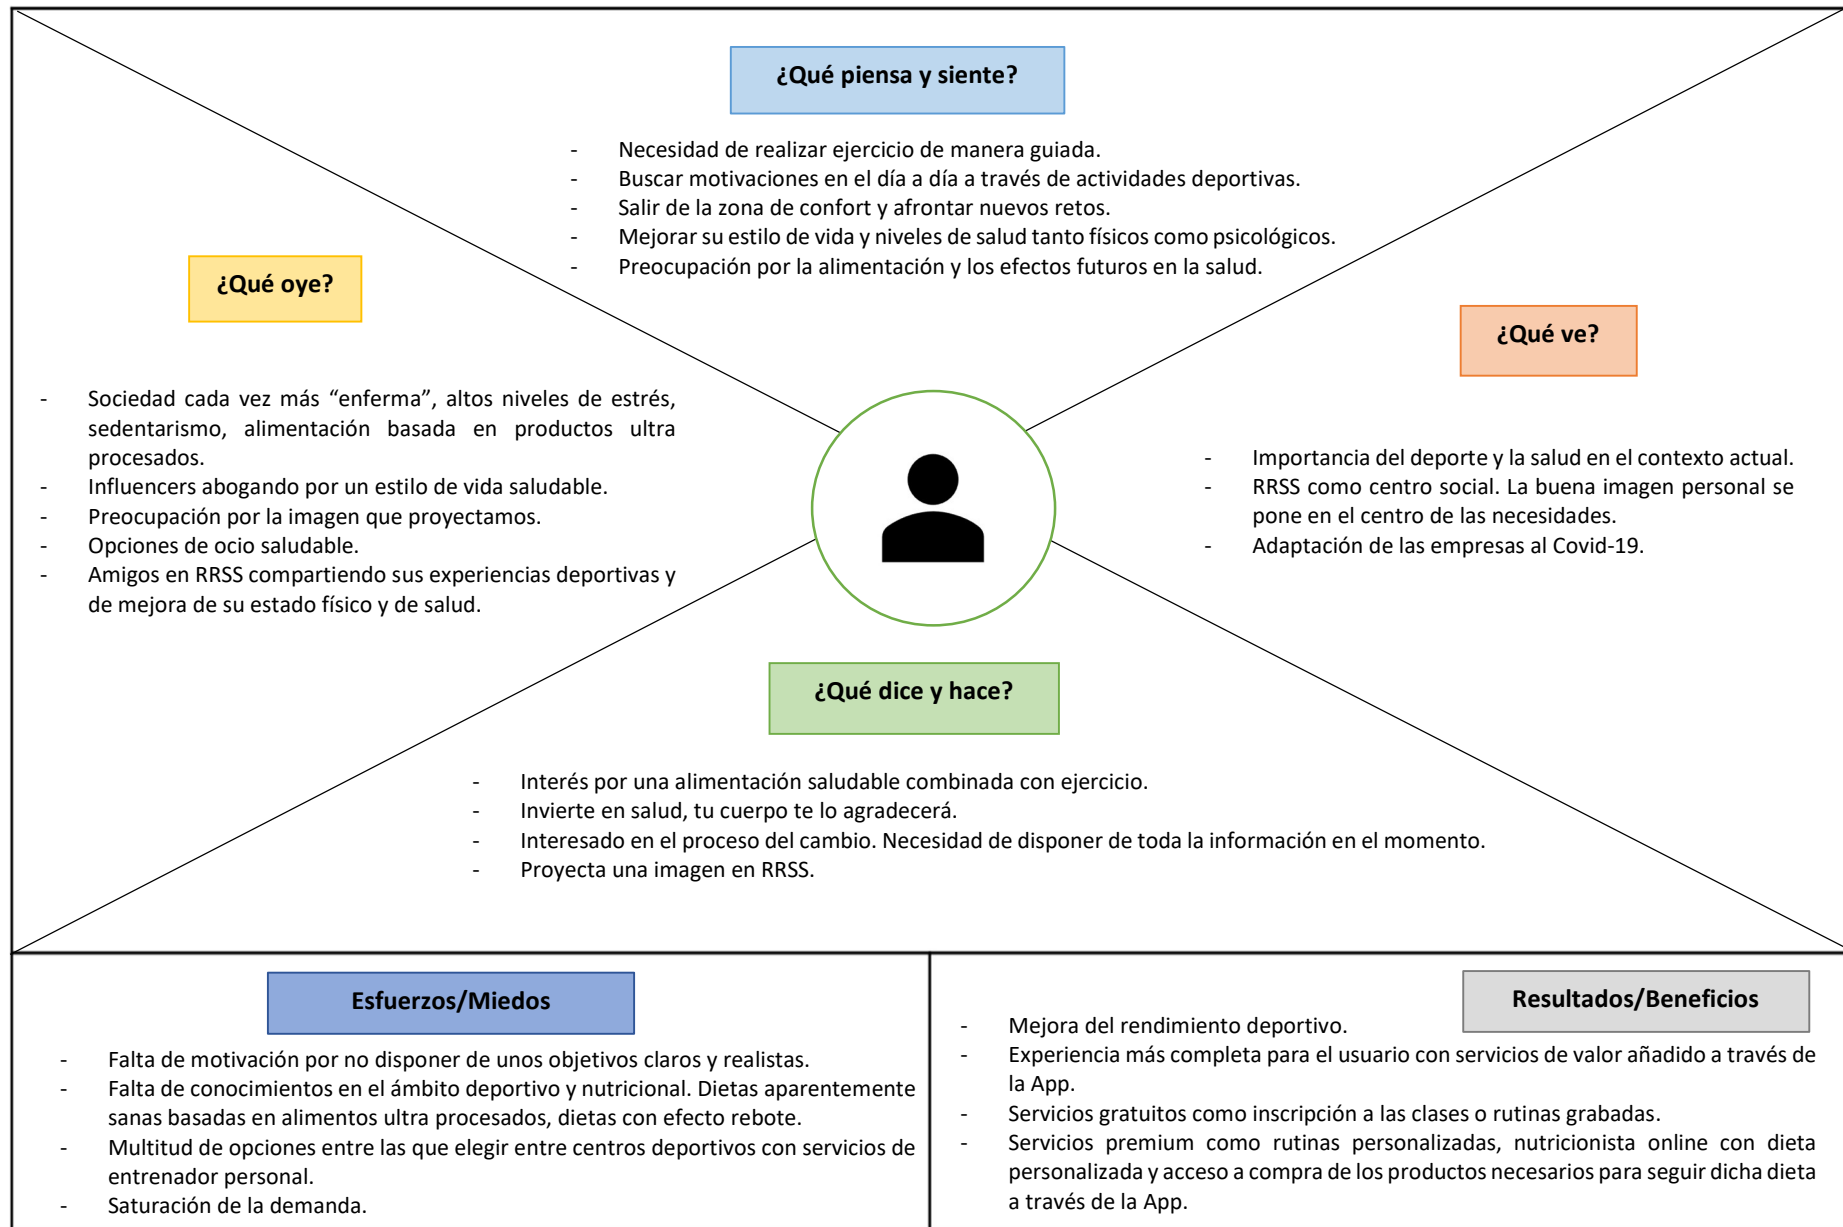 ¿Qué piensa y siente?
- Necesidad de realizar ejercicio de manera guiada.
- Buscar motivaciones en el día a día a través de actividades deportivas.
- Salir de la zona de confort y afrontar nuevos retos.
- Mejorar su estilo de vida y niveles de salud tanto físicos como psicológicos.
- Preocupación por la alimentación y los efectos futuros en la salud.
¿Qué oye?
- Sociedad cada vez más “enferma”, altos niveles de estrés,
sedentarismo, alimentación basada en productos ultra
procesados.
- Influencers abogando por un estilo de vida saludable.
- Preocupación por la imagen que proyectamos.
- Opciones de ocio saludable.
- Amigos en RRSS compartiendo sus experiencias deportivas y
de mejora de su estado físico y de salud.
¿Qué ve?
- Importancia del deporte y la salud en el contexto actual.
- RRSS como centro social. La buena imagen personal se
pone en el centro de las necesidades.
- Adaptación de las empresas al Covid-19.
¿Qué dice y hace?
- Interés por una alimentación saludable combinada con ejercicio.
- Invierte en salud, tu cuerpo te lo agradecerá.
- Interesado en el proceso del cambio. Necesidad de disponer de toda la información en el momento.
- Proyecta una imagen en RRSS.
Esfuerzos/Miedos
- Falta de motivación por no disponer de unos objetivos claros y realistas.
- Falta de conocimientos en el ámbito deportivo y nutricional. Dietas aparentemente
sanas basadas en alimentos ultra procesados, dietas con efecto rebote.
- Multitud de opciones entre las que elegir entre centros deportivos con servicios de
entrenador personal.
- Saturación de la demanda.
Resultados/Beneficios
- Mejora del rendimiento deportivo.
- Experiencia más completa para el usuario con servicios de valor añadido a través de
la App.
- Servicios gratuitos como inscripción a las clases o rutinas grabadas.
- Servicios premium como rutinas personalizadas, nutricionista online con dieta
personalizada y acceso a compra de los productos necesarios para seguir dicha dieta
a través de la App.